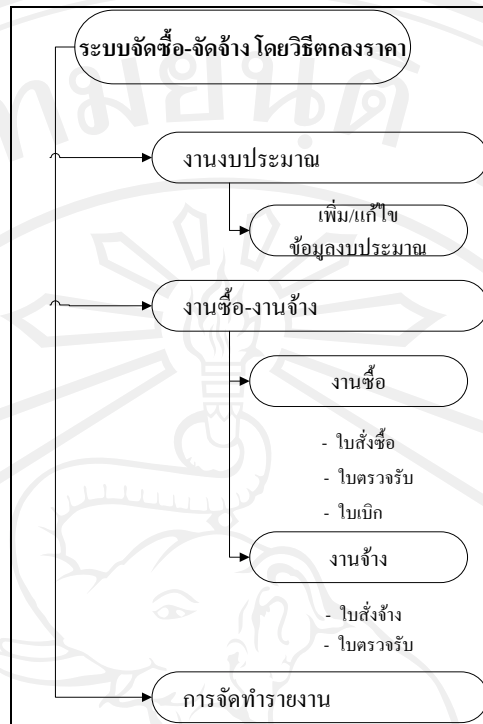 ระบบจัดซื้อ-จัดจ้าง โดยวิธีตกลงราคา
งานงบประมาณ
เพิ่ม/แก้ไข
ข้อมูลงบประมาณ
งานซื้อ-งานจ้าง
งานซื้อ
- ใบสั่งซื้อ
- ใบตรวจรับ
- ใบเบิก
งานจ้าง
- ใบสั่งจ้าง
- ใบตรวจรับ
การจัดทำรายงาน